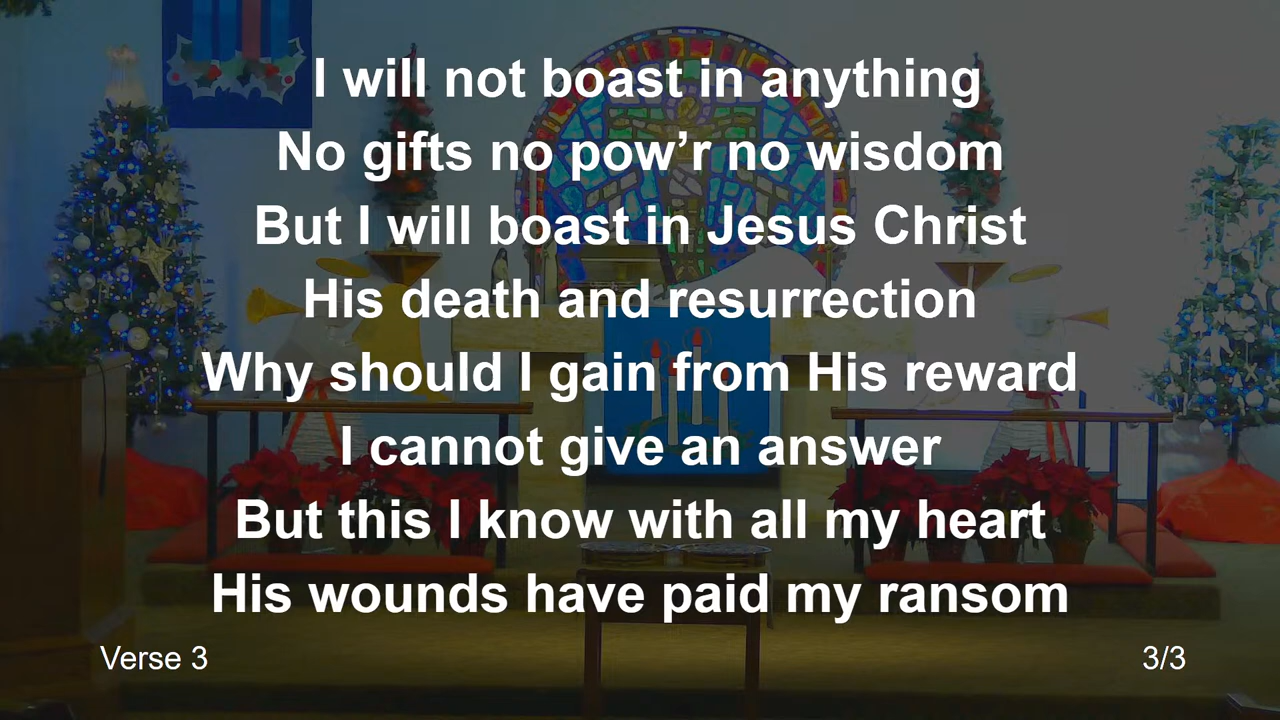 I will not boast in anything
No gifts no pow’r no wisdom
But I will boast in Jesus Christ
His death and resurrection
Why should I gain from His reward
I cannot give an answer
But this I know with all my heart
His wounds have paid my ransom
Verse 3
3/3